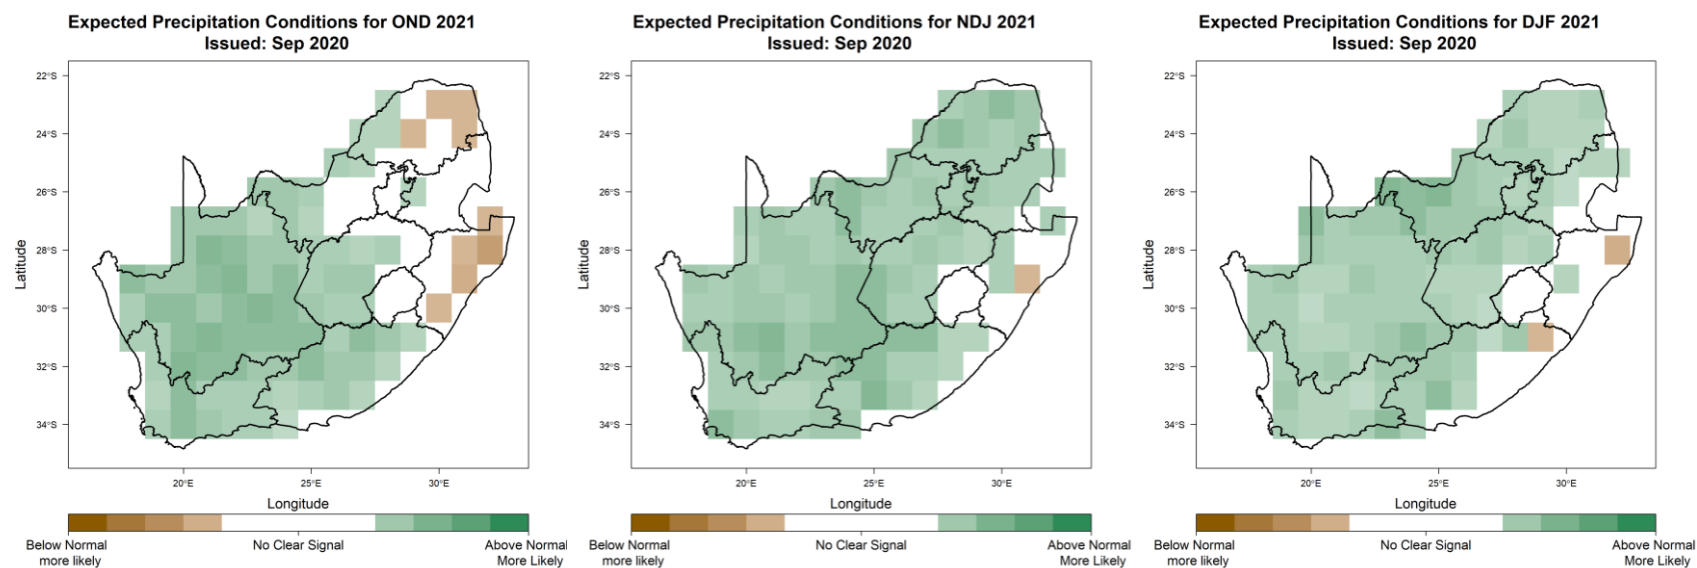 Expected Precipitation Conditions for OND 2021
Issued: Sep 2020
22°S
24°S
26°S
28°S
30°S
32°S
34°S
Latitude
20°E
25°E
30°E
Longitude
Below Normal
more likely
No Clear Signal
Above Normal
More Likely
Expected Precipitation Conditions for NDJ 2021
Issued: Sep 2020
22°S
24°S
26°S
28°S
30°S
32°S
34°S
Latitude
20°E
25°E
30°E
Longitude
Below Normal
more likely
No Clear Signal
Above Normal
More Likely
Expected Precipitation Conditions for DJF 2021
Issued: Sep 2020
22°S
24°S
26°S
28°S
30°S
32°S
34°S
Latitude
20°E
25°E
30°E
Longitude
Below Normal
more likely
No Clear Signal
Above Normal
More Likely